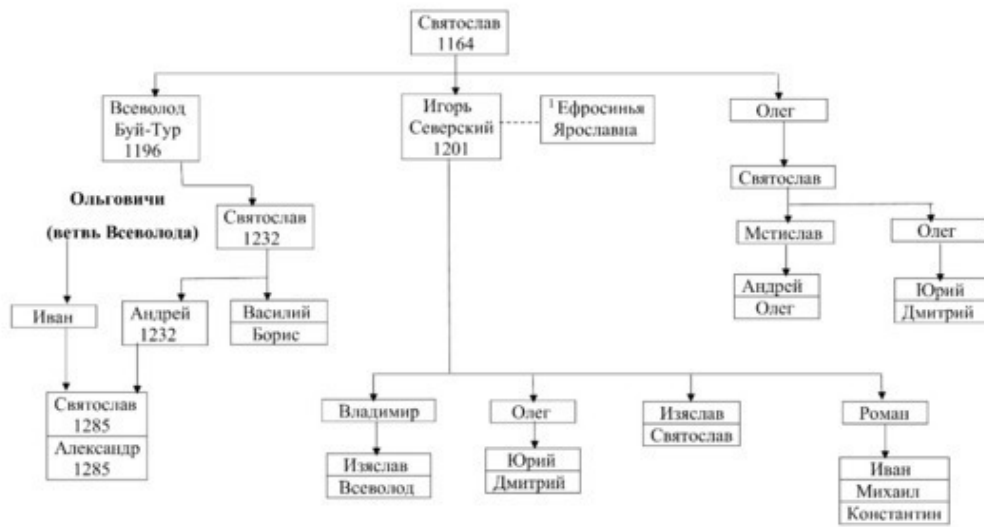 Святослав
1164
Всеволод
Буй-Тур
1196
Игорь
Северский
1201
¹Ефросинья
Ярославна
Олег
Святослав
Ольговичи
(ветвь Всеволода)
Святослав
1232
Мстислав
Олег
Андрей
Олег
Юрий
Дмитрий
Иван
Андрей
1232
Василий
Борис
Святослав
1285
Александр
1285
Владимир
Олег
Изяслав
Святослав
Роман
Изяслав
Всеволод
Юрий
Дмитрий
Иван
Михаил
Константин